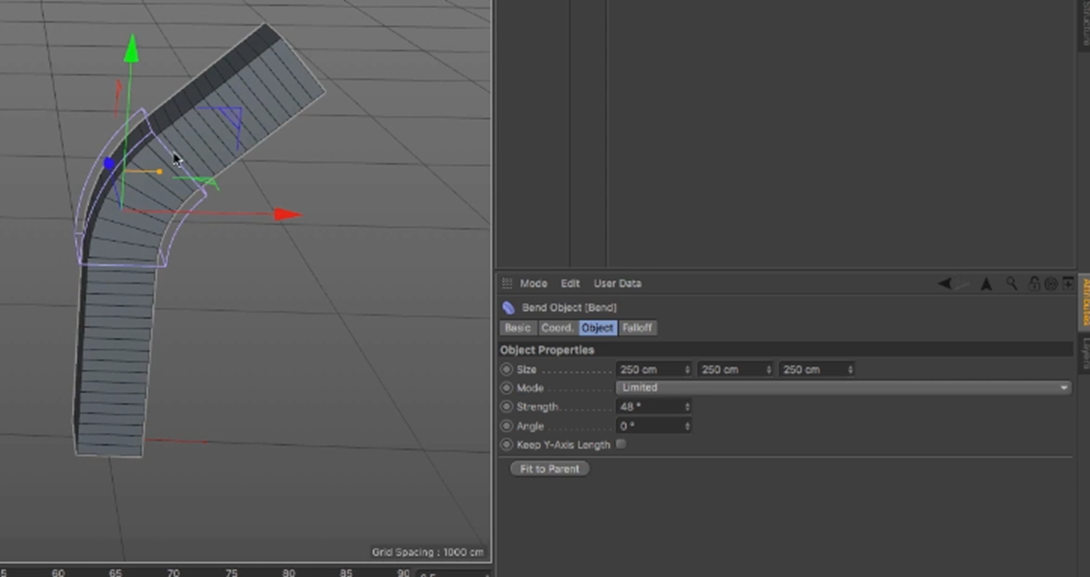 Structure
Mode Edit User Data
Attributes
Bend Object [Bend]
Basic Coord. Object Falloff
Layers
Object Properties
Size 250 cm 250 cm 250 cm
Mode Limited
Strength 48 °
Angle 0 °
Keep Y-Axis Length
Fit to Parent
Grid Spacing : 1000 cm
60 65 70 75 80 85 90